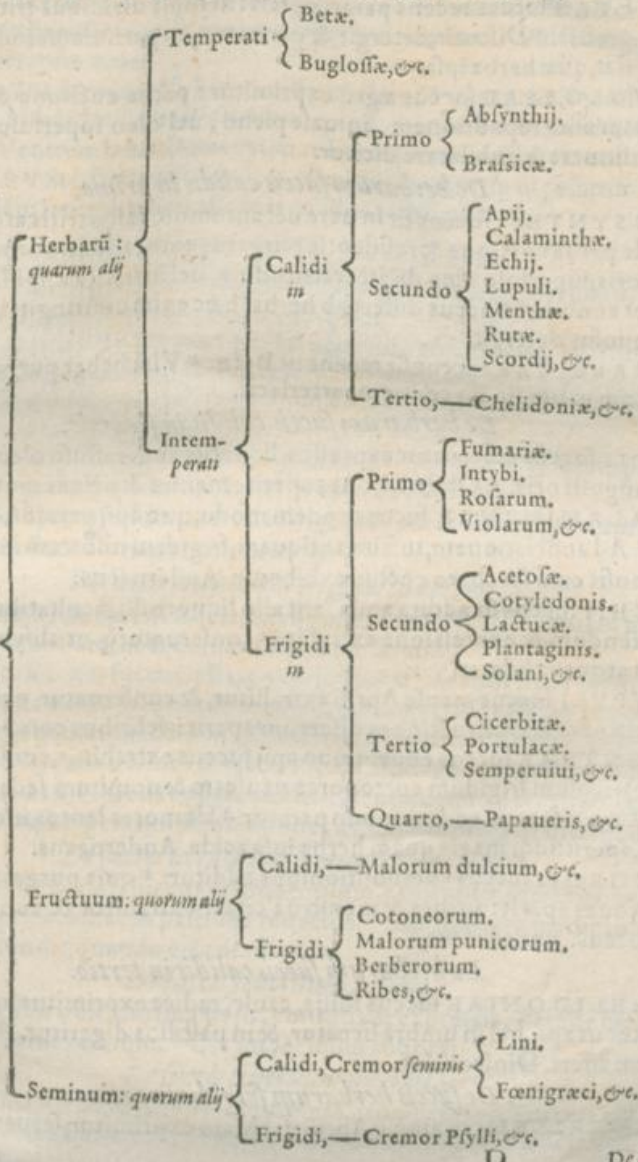 Temperati
Betæ.
Buglossæ, &c.
Herbarū :
quarum alij
Intem-
perati
Calidi
in
Primo
Absynthij.
Brassicæ.
Secundo
Apij.
Calaminthæ.
Echij.
Lupuli.
Menthæ.
Rutæ.
Scordij, &c.
Tertio,—Chelidoniæ, &c.
Frigidi
in
Primo
Fumariæ.
Intybi.
Rosarum.
Violarum, &c.
Secundo
Acetosæ.
Cotyledonis.
Lactucæ.
Plantaginis.
Solani, &c.
Tertio
Cicerbitæ.
Portulacæ.
Semperuiui, &c.
Quarto,—Papaueris, &c.
Fructuum: quorum alij
Calidi,—Malorum dulcium, &c.
Frigidi
Cotoneorum.
Malorum punicorum.
Berberorum.
Ribes, &c.
Seminum: quorum alij
Calidi, Cremor seminis
Lini.
Fœnigræci, &c.
Frigidi,—Cremor Psylli, &c.